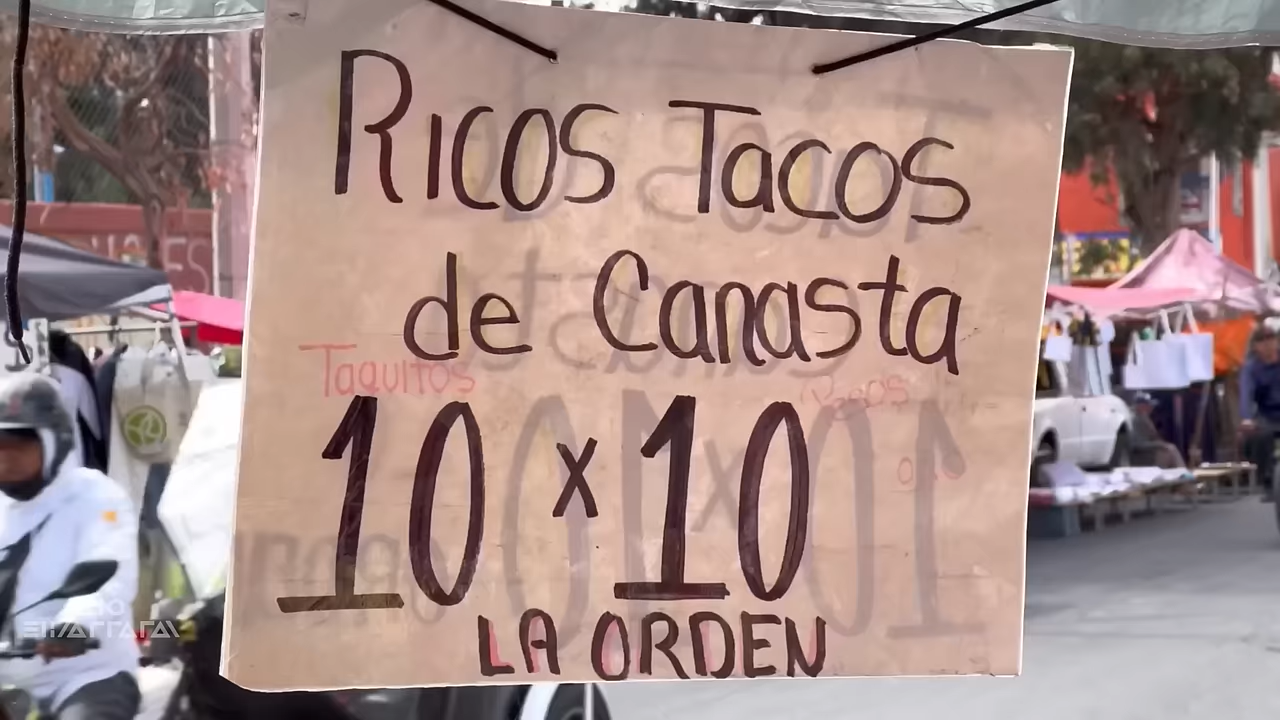 Ricos Tacos
de Canasta
Taquitos
10 x 10
LA ORDEN